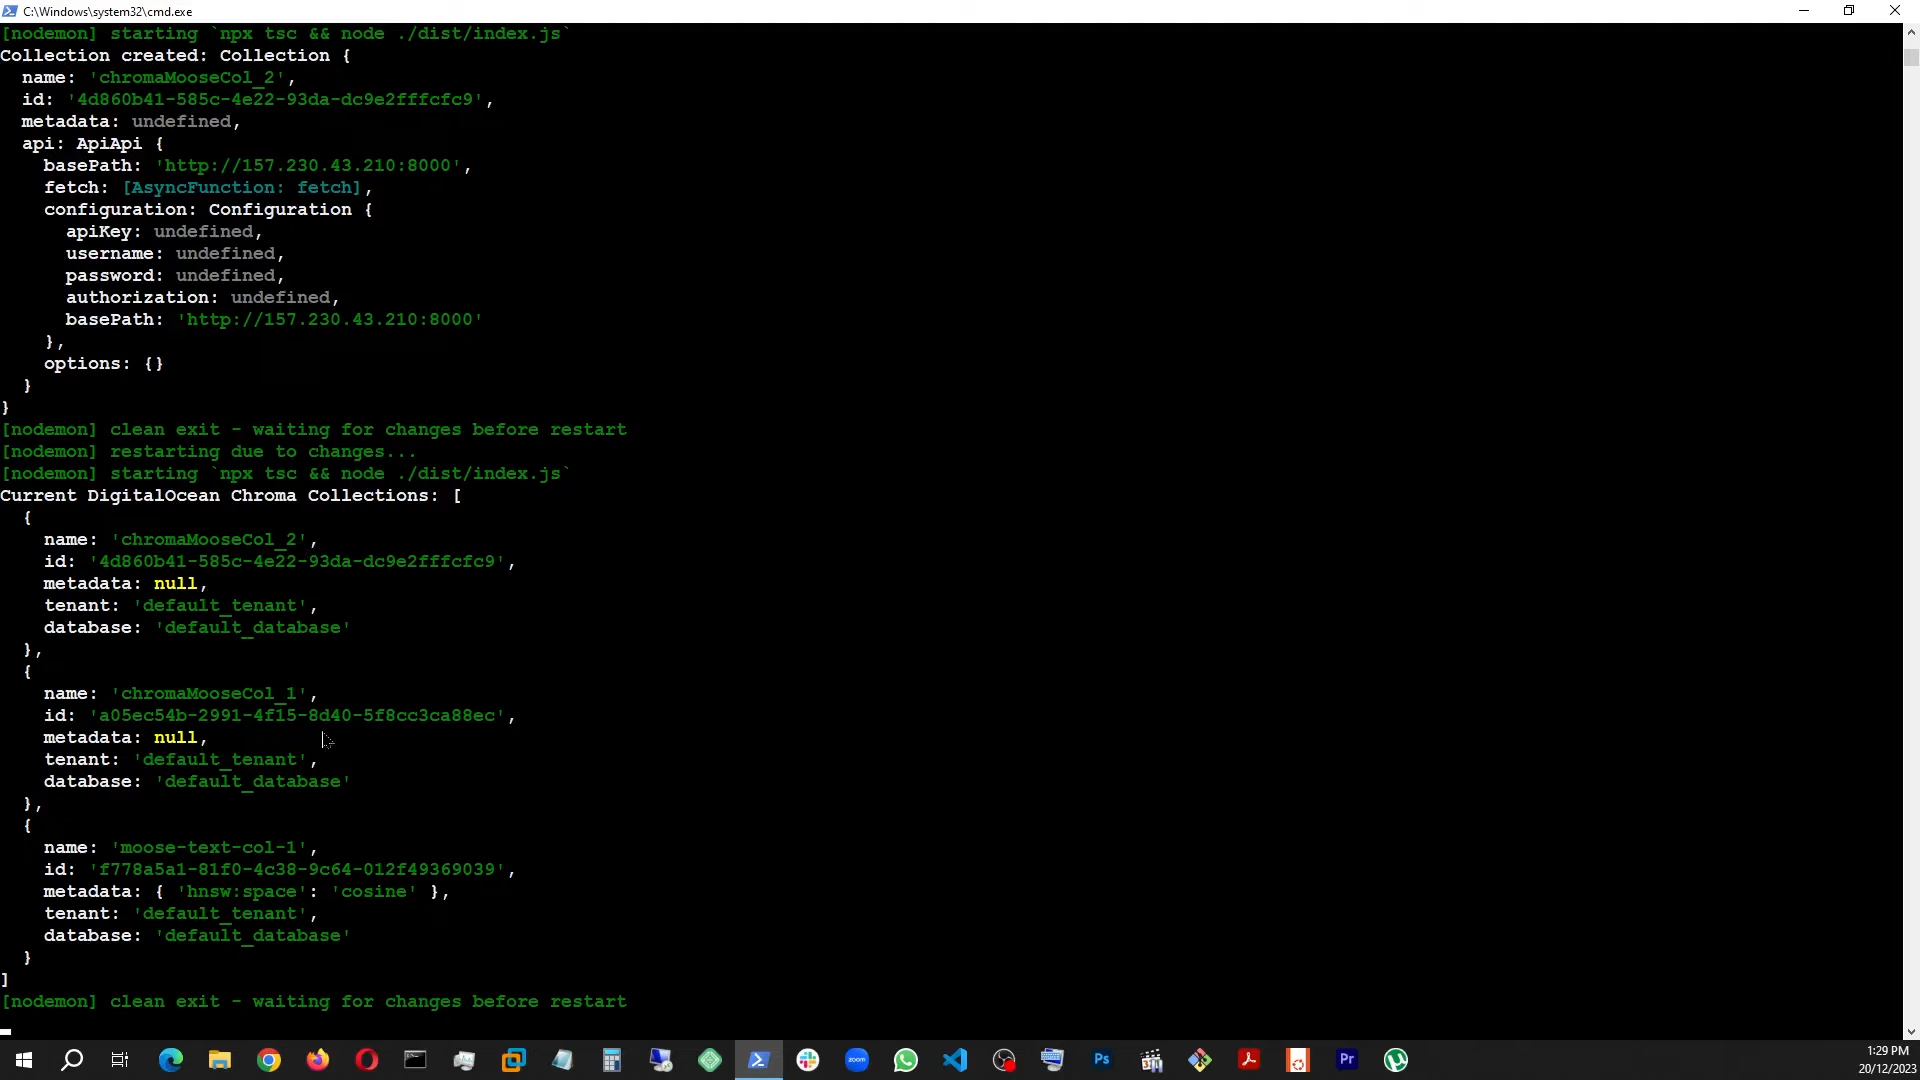 C:\Windows\system32\cmd.exe
[nodemon] starting `npx tsc && node ./dist/index.js`
Collection created: Collection {
  name: 'chromaMooseCol_2',
  id: '4d860b41-585c-4e22-93da-dc9e2fffcfc9',
  metadata: undefined,
  api: ApiApi {
    basePath: 'http://157.230.43.210:8000',
    fetch: [AsyncFunction: fetch],
    configuration: Configuration {
      apiKey: undefined,
      username: undefined,
      password: undefined,
      authorization: undefined,
      basePath: 'http://157.230.43.210:8000'
    },
    options: {}
  }
}
[nodemon] clean exit - waiting for changes before restart
[nodemon] restarting due to changes...
[nodemon] starting `npx tsc && node ./dist/index.js`
Current DigitalOcean Chroma Collections: [
  {
    name: 'chromaMooseCol_2',
    id: '4d860b41-585c-4e22-93da-dc9e2fffcfc9',
    metadata: null,
    tenant: 'default_tenant',
    database: 'default_database'
  },
  {
    name: 'chromaMooseCol_1',
    id: 'a05ec54b-2991-4f15-8d40-5f8cc3ca88ec',
    metadata: null,
    tenant: 'default_tenant',
    database: 'default_database'
  },
  {
    name: 'moose-text-col-1',
    id: 'f778a5a1-81f0-4c38-9c64-012f49369039',
    metadata: { 'hnsw:space': 'cosine' },
    tenant: 'default_tenant',
    database: 'default_database'
  }
]
[nodemon] clean exit - waiting for changes before restart
zoom
Ps
Pr
1:29 PM
20/12/2023